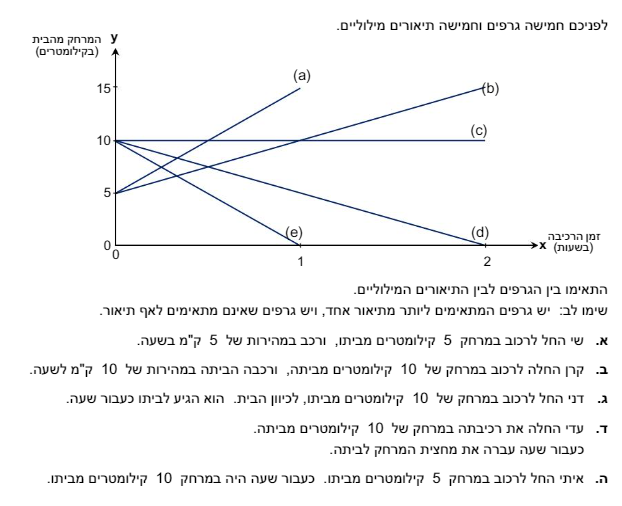 לפניכם חמישה גרפים וחמישה תיאורים מילוליים.
המרחק מהבית
(בקילומטרים)
y
15
10
5
0
(a)
(b)
(c)
(d)
(e)
0
1
2
x
זמן הרכיבה
(בשעות)
התאימו בין הגרפים לבין התיאורים המילוליים.
שימו לב: יש גרפים המתאימים ליותר מתיאור אחד, ויש גרפים שאינם מתאימים לאף תיאור.
א. שי החל לרכוב במרחק 5 קילומטרים מביתו, ורכב במהירות של 5 ק"מ בשעה.
ב. קרן החלה לרכוב במרחק של 10 קילומטרים מביתה, ורכבה הביתה במהירות של 10 ק"מ לשעה.
ג. דני החל לרכוב במרחק של 10 קילומטרים מביתו, לכיוון הבית. הוא הגיע לביתו כעבור שעה.
ד. עדי החלה את רכיבתה במרחק של 10 קילומטרים מביתה.
כעבור שעה עברה את מחצית המרחק לביתה.
ה. איתי החל לרכוב במרחק 5 קילומטרים מביתו. כעבור שעה היה במרחק 10 קילומטרים מביתו.